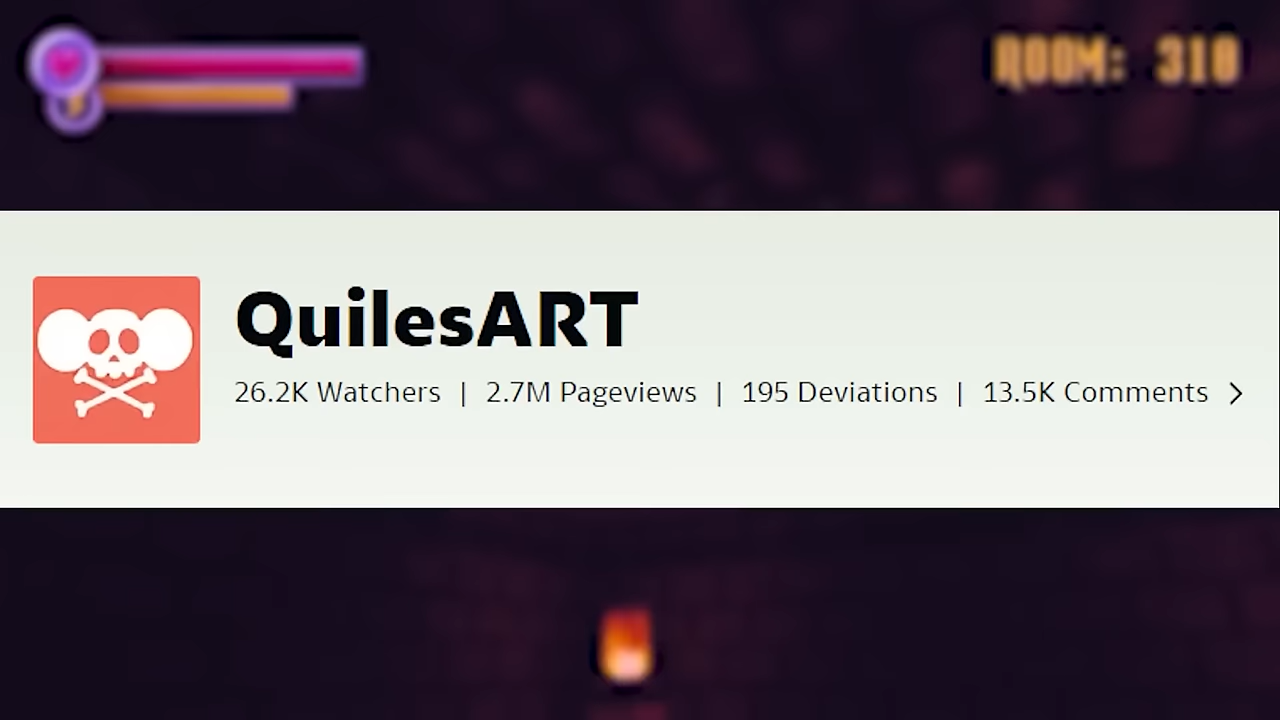 ROOM: 310
QuilesART
26.2K Watchers | 2.7M Pageviews | 195 Deviations | 13.5K Comments >